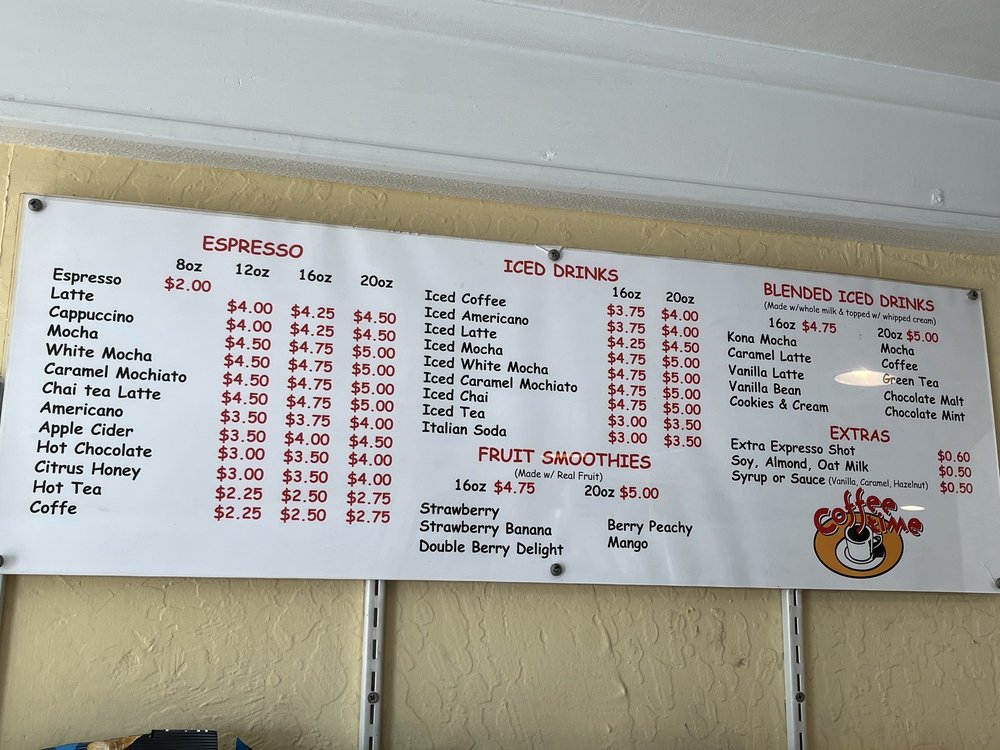 ESPRESSO
8oz 12oz 16oz 20oz
Espresso $2.00
Latte $4.00 $4.25 $4.50
Cappuccino $4.00 $4.25 $4.50
Mocha $4.50 $4.75 $5.00
White Mocha $4.50 $4.75 $5.00
Caramel Mochiato $4.50 $4.75 $5.00
Chai tea Latte $4.50 $4.75 $5.00
Americano $3.50 $3.75 $4.00
Apple Cider $3.50 $4.00 $4.50
Hot Chocolate $3.00 $3.50 $4.00
Citrus Honey $3.00 $3.50 $4.00
Hot Tea $2.25 $2.50 $2.75
Coffe $2.25 $2.50 $2.75
ICED DRINKS
16oz 20oz
Iced Coffee $3.75 $4.00
Iced Americano $3.75 $4.00
Iced Latte $4.25 $4.50
Iced Mocha $4.75 $5.00
Iced White Mocha $4.75 $5.00
Iced Caramel Mochiato $4.75 $5.00
Iced Chai $4.75 $5.00
Iced Tea $3.00 $3.50
Italian Soda $3.00 $3.50
FRUIT SMOOTHIES
(Made w/ Real Fruit)
16oz $4.75 20oz $5.00
Strawberry
Strawberry Banana Berry Peachy
Double Berry Delight Mango
BLENDED ICED DRINKS
(Made w/whole milk & topped w/ whipped cream)
16oz $4.75 20oz $5.00
Kona Mocha Mocha
Caramel Latte Coffee
Vanilla Latte Green Tea
Vanilla Bean Chocolate Malt
Cookies & Cream Chocolate Mint
EXTRAS
Extra Expresso Shot $0.60
Soy, Almond, Oat Milk $0.50
Syrup or Sauce (Vanilla, Caramel, Hazelnut) $0.50
Coffee
Time